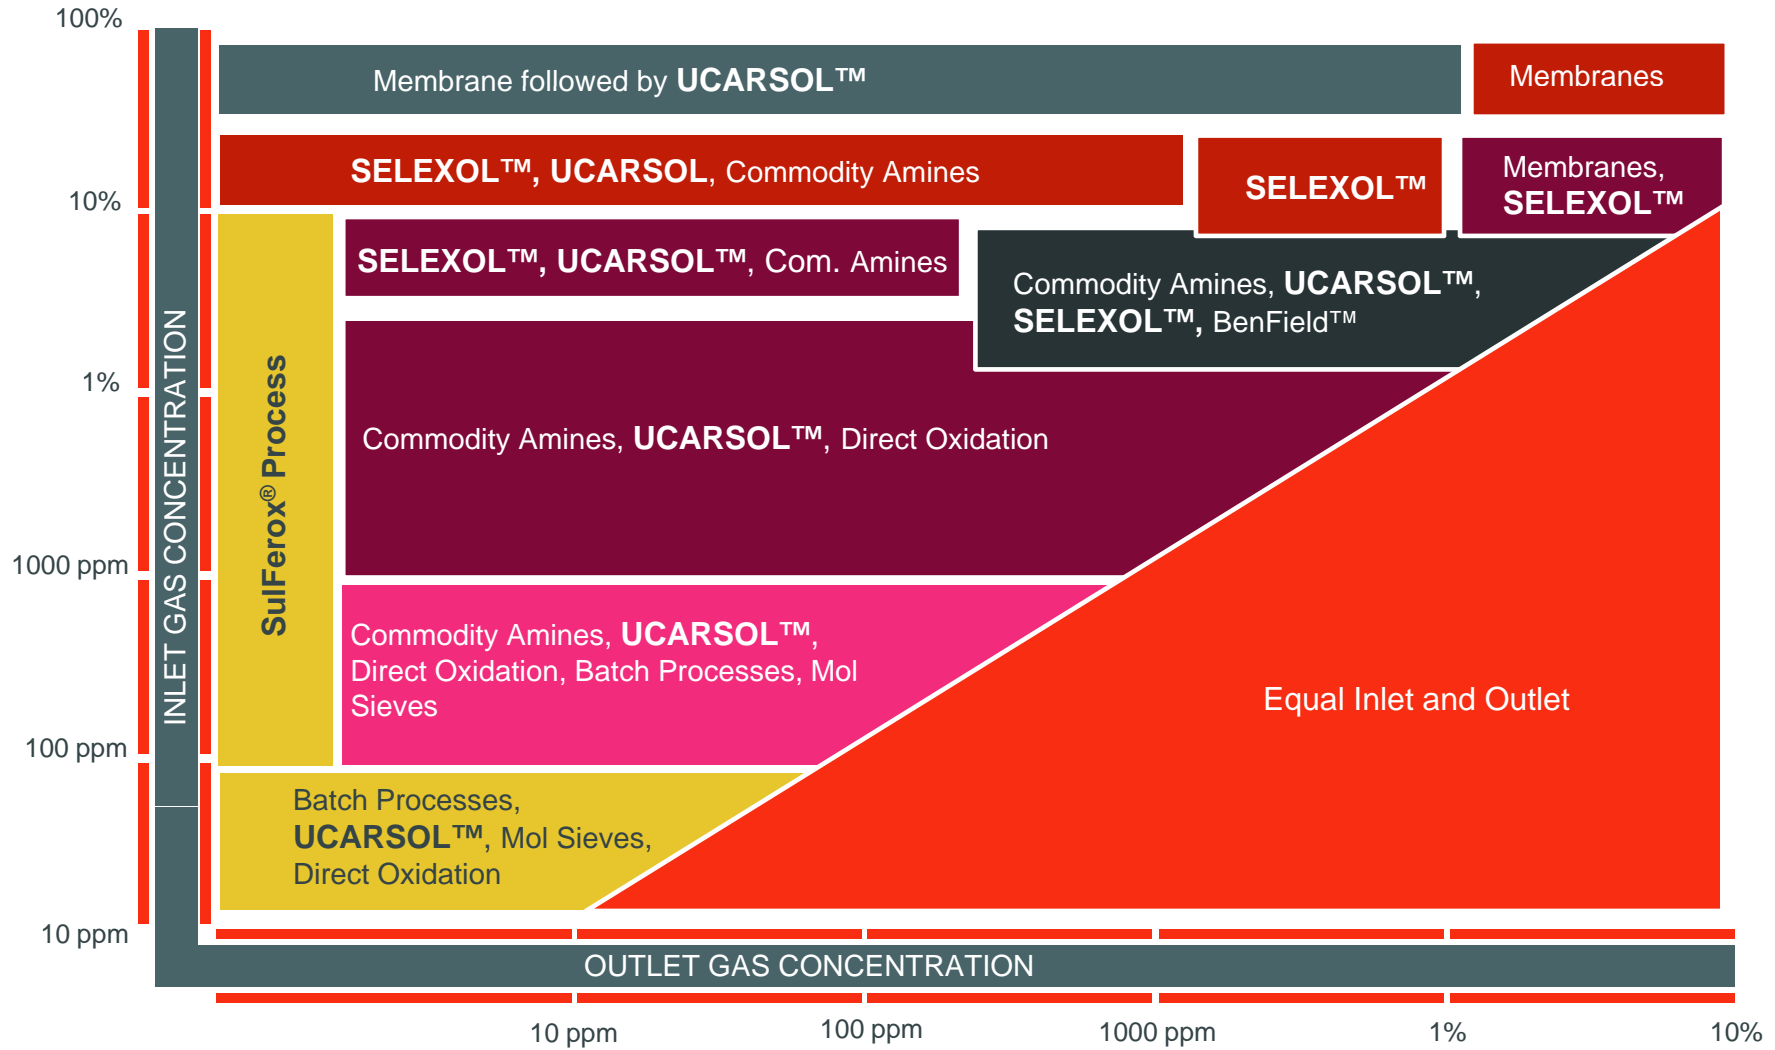 100%
Membrane followed by UCARSOL™
Membranes
SELEXOL™, UCARSOL, Commodity Amines
SELEXOL™
Membranes,
SELEXOL™
10%
SELEXOL™, UCARSOL™, Com. Amines
Commodity Amines, UCARSOL™,
SELEXOL™, BenField™
1%
INLET GAS CONCENTRATION
SulFerox® Process
Commodity Amines, UCARSOL™, Direct Oxidation
1000 ppm
Commodity Amines, UCARSOL™,
Direct Oxidation, Batch Processes, Mol
Sieves
Equal Inlet and Outlet
100 ppm
Batch Processes,
UCARSOL™, Mol Sieves,
Direct Oxidation
10 ppm
OUTLET GAS CONCENTRATION
10 ppm
100 ppm
1000 ppm
1%
10%